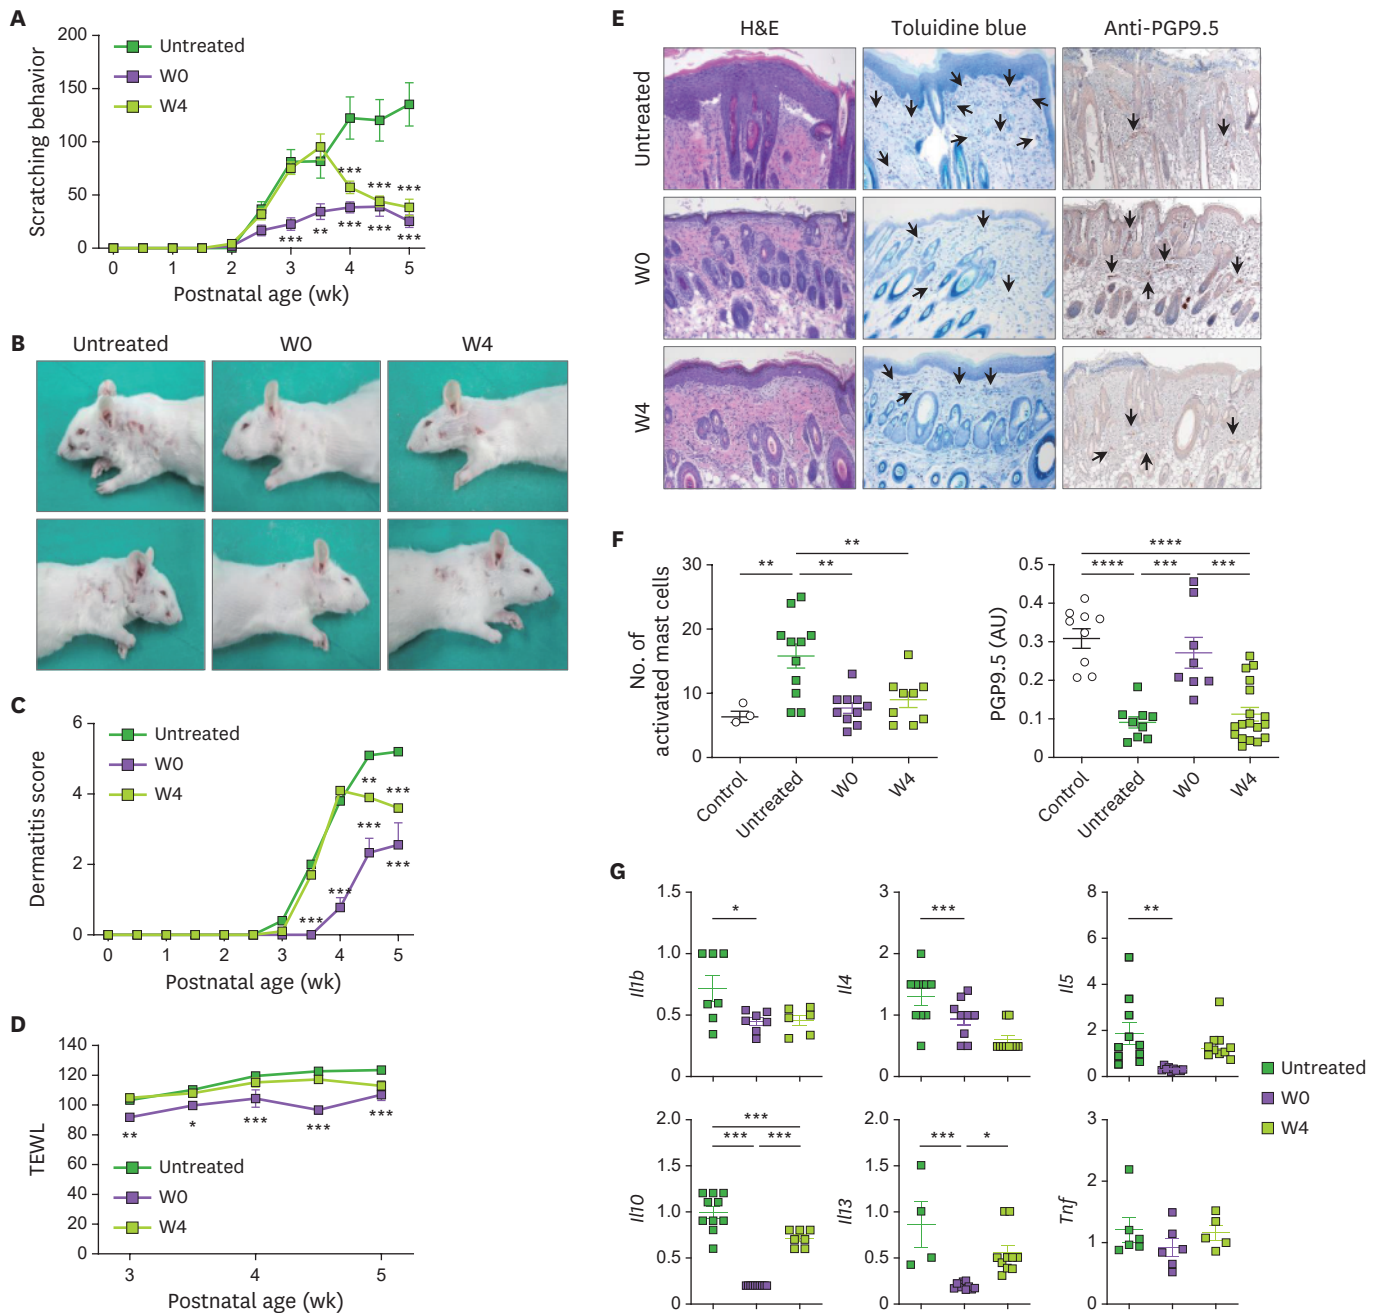 A
200
150
100
50
0
Scratching behavior
Untreated
W0
W4
***
***
***
***
**
***
***
***
0 1 2 3 4 5
Postnatal age (wk)
B
Untreated W0 W4
C
6
4
2
0
Dermatitis score
Untreated
W0
W4
**
***
***
***
***
***
0 1 2 3 4 5
Postnatal age (wk)
D
140
120
100
80
60
40
20
0
TEWL
**
*
***
***
***
Untreated
W0
W4
3 4 5
Postnatal age (wk)
E
H&E Toluidine blue Anti-PGP9.5
Untreated
W0
W4
F
No. of
activated mast cells
30
20
10
0
**
** **
Control Untreated W0 W4
PGP9.5 (AU)
0.5
0.4
0.3
0.2
0.1
0
****
**** *** ***
Control Untreated W0 W4
G
Il1b
1.5
1.0
0.5
0
*
Il4
3
2
1
0
***
Il5
8
6
4
2
0
**
Il10
2.0
1.5
1.0
0.5
0
***
*** ***
Il13
2.0
1.5
1.0
0.5
0
*** *
Tnf
3
2
1
0
Untreated
W0
W4